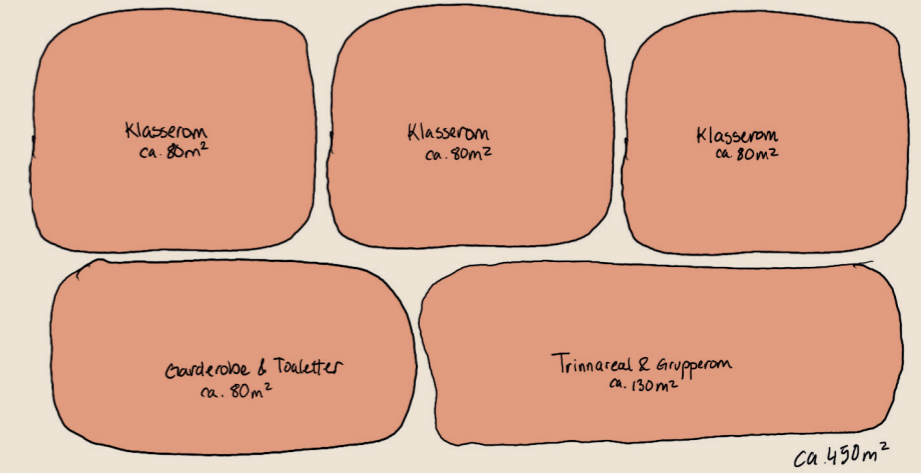 Klasserom
ca. 80m²
Klasserom
ca. 80m²
Klasserom
ca. 80m²
Garderobe & Toaletter
ca. 80m²
Trinnareal & Grupperom
ca. 130m²
ca. 450m²